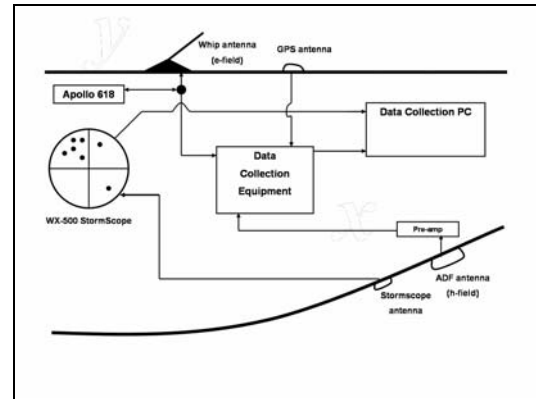 Whip antenna
(e-field)
GPS antenna
Apollo 618
Data Collection PC
Data
Collection
Equipment
WX-500 StormScope
Pre-amp
ADF antenna
(h-field)
Stormscope
antenna